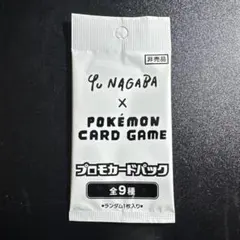 非売品
YU NAGABA
×
POKÉMON
CARD GAME
プロモカードパック
全9種
•ランダム1枚入り•